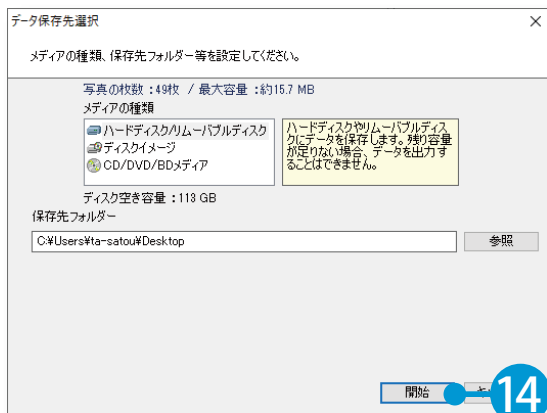 データ保存先選択
メディアの種類、保存先フォルダー等を設定してください。
写真の枚数：49枚 / 最大容量：約15.7 MB
メディアの種類
ハードディスク/リムーバブルディスク
ディスクイメージ
CD/DVD/BDメディア
ハードディスクやリムーバブルディス
クにデータを保存します。残り容量
が足りない場合、データを出力す
ることはできません。
ディスク空き容量：113 GB
保存先フォルダー
C:¥Users¥ta-satou¥Desktop
参照
開始
14